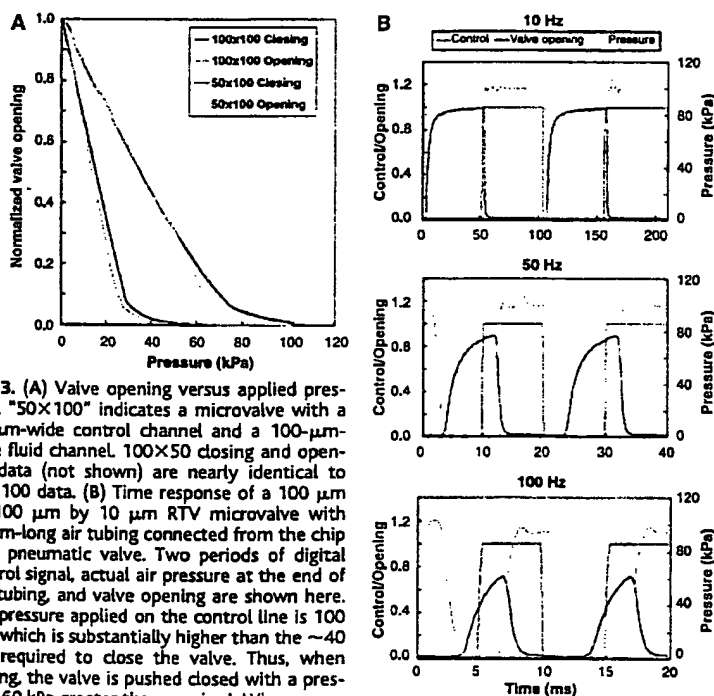 A
1.0
0.8
0.6
0.4
0.2
0.0
Normalized valve opening
100x100 Closing
100x100 Opening
50x100 Closing
50x100 Opening
0 20 40 60 80 100 120
Pressure (kPa)
3. (A) Valve opening versus applied pres-
"50×100" indicates a microvalve with a
μm-wide control channel and a 100-μm-
fluid channel. 100×50 closing and open-
data (not shown) are nearly identical to
100 data. (B) Time response of a 100 μm
100 μm by 10 μm RTV microvalve with
m-long air tubing connected from the chip
pneumatic valve. Two periods of digital
rol signal, actual air pressure at the end of
tubing, and valve opening are shown here.
pressure applied on the control line is 100
which is substantially higher than the ~40
required to close the valve. Thus, when
ng, the valve is pushed closed with a pres-
B
10 Hz
Control Valve opening Pressure
1.2
0.8
0.4
0.0
Control/Opening
120
80
40
0
Pressure (kPa)
0 50 100 150 200
50 Hz
1.2
0.8
0.4
0.0
Control/Opening
120
80
40
0
Pressure (kPa)
0 10 20 30 40
100 Hz
1.2
0.8
0.4
0.0
Control/Opening
120
80
40
0
Pressure (kPa)
0 5 10 15 20
Time (ms)